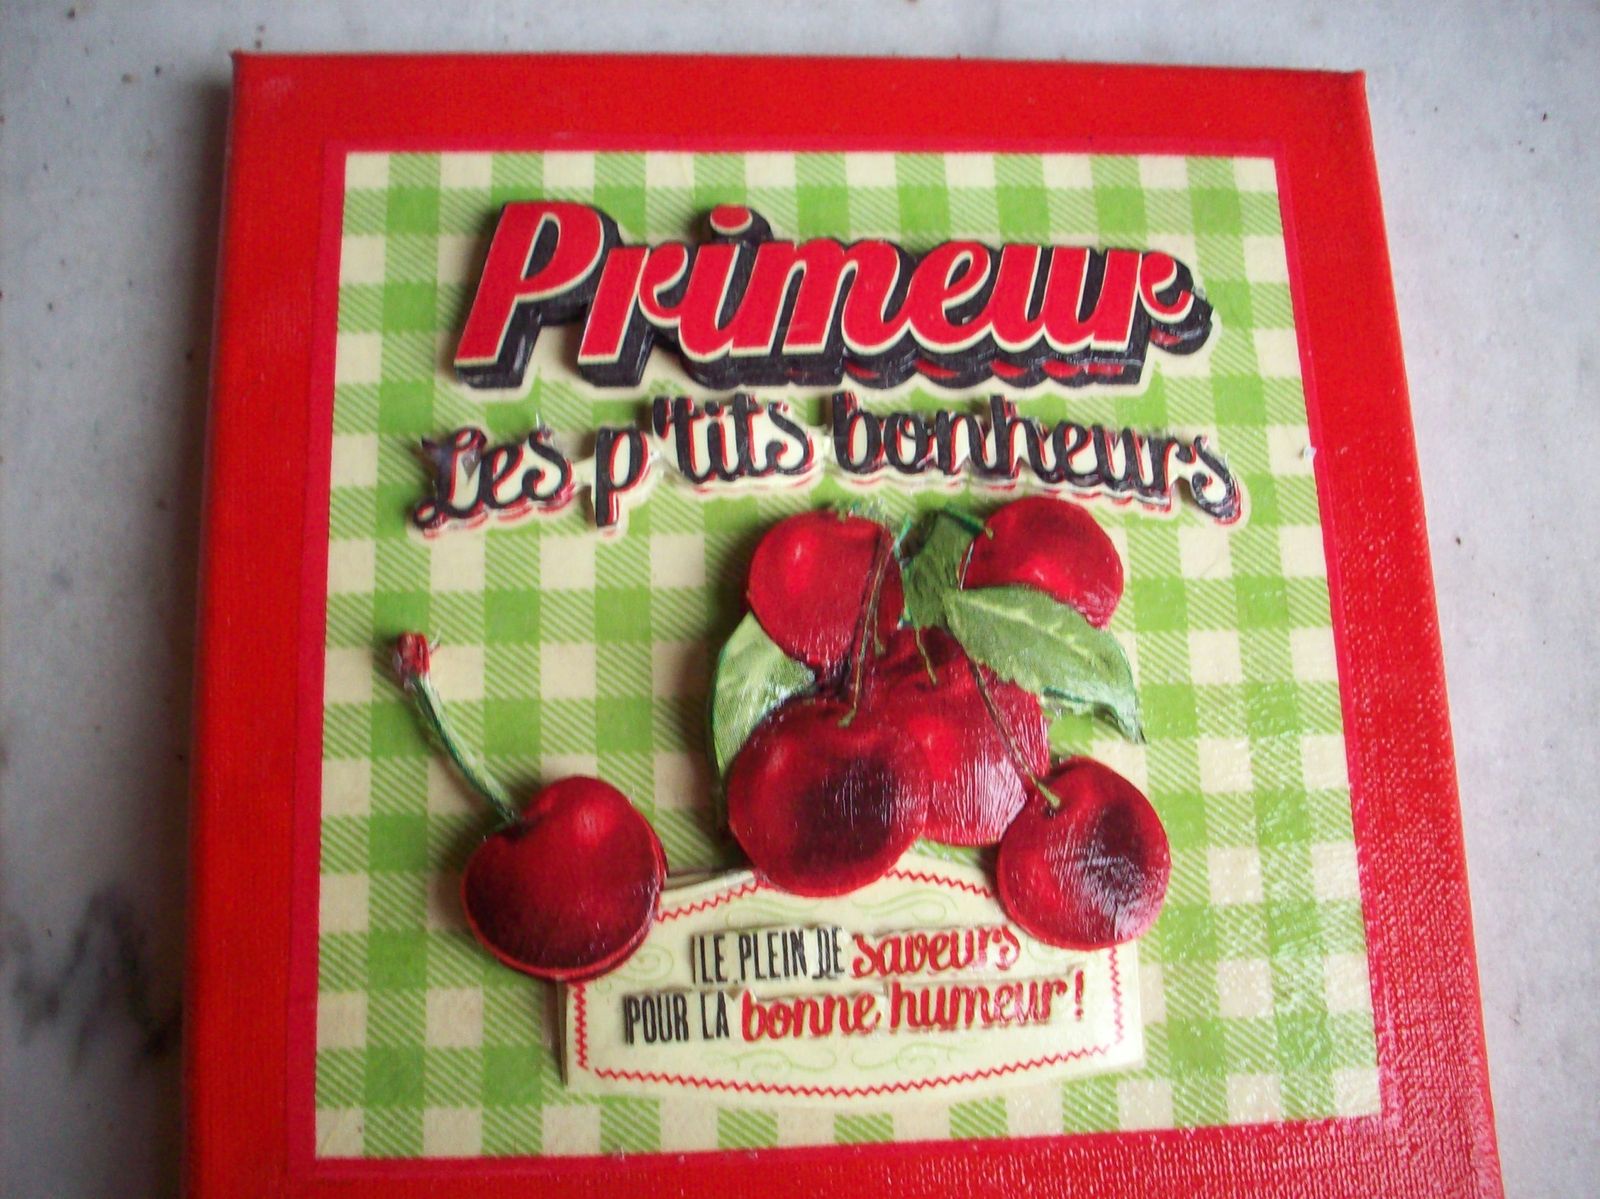 Primeur
Les p'tits bonheurs
LE PLEIN DE saveurs
POUR LA bonne humeur!